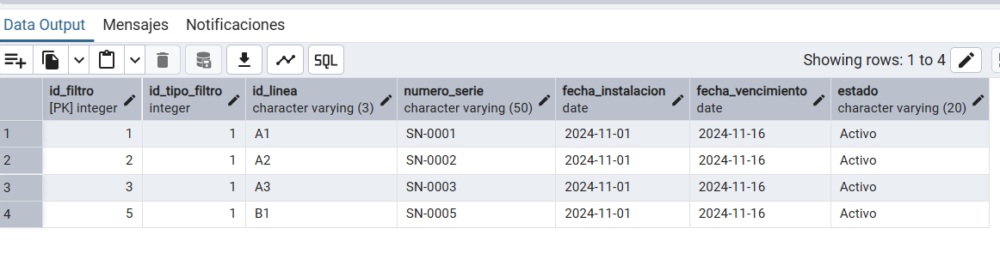 Data Output Mensajes Notificaciones
SQL Showing rows: 1 to 4
id_filtro id_tipo_filtro id_linea numero_serie fecha_instalacion fecha_vencimiento estado
[PK] integer integer character varying (3) character varying (50) date date character varying (20)
1 1 1 A1 SN-0001 2024-11-01 2024-11-16 Activo
2 2 1 A2 SN-0002 2024-11-01 2024-11-16 Activo
3 3 1 A3 SN-0003 2024-11-01 2024-11-16 Activo
4 5 1 B1 SN-0005 2024-11-01 2024-11-16 Activo